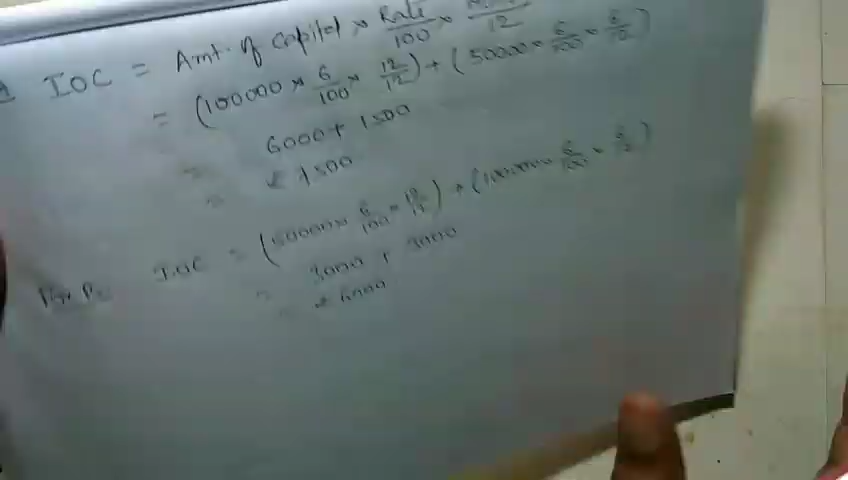 IOC = Amt. of capital × Rate/100 × /12
= (100000 × 6/100 × 12/12) + (50000 × 6/100 × 6/12)
= 6000 + 1500
= ₹ 7500
IOC = (50000 × 6/100 × 12/12) + (100000 × 6/100 × 6/12)
= 3000 + 3000
= ₹ 6000